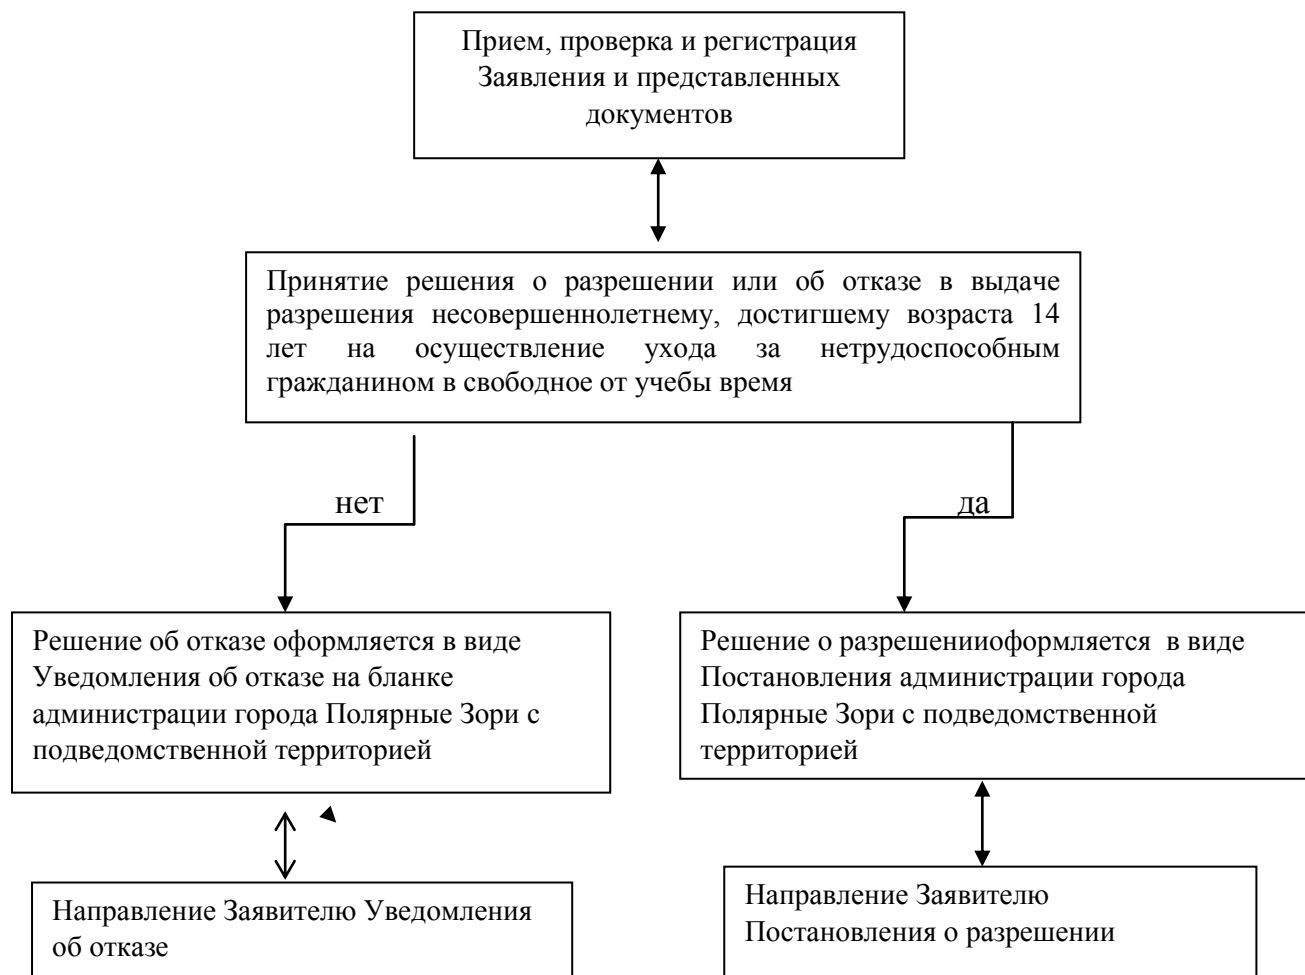 Прием, проверка и регистрация
Заявления и представленных
документов
Принятие решения о разрешении или об отказе в выдаче
разрешения несовершеннолетнему, достигшему возраста 14
лет на осуществление ухода за нетрудоспособным
гражданином в свободное от учебы время
нет
да
Решение об отказе оформляется в виде
Уведомления об отказе на бланке
администрации города Полярные Зори с
подведомственной территорией
Решение о разрешенииоформляется в виде
Постановления администрации города
Полярные Зори с подведомственной
территорией
Направление Заявителю Уведомления
об отказе
Направление Заявителю
Постановления о разрешении